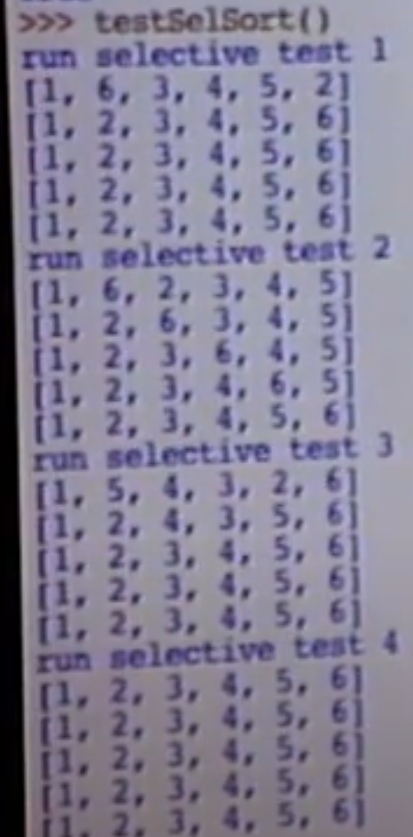 >>> testSelSort()
run selective test 1
[1, 6, 3, 4, 5, 2]
[1, 2, 3, 4, 5, 6]
[1, 2, 3, 4, 5, 6]
[1, 2, 3, 4, 5, 6]
[1, 2, 3, 4, 5, 6]
run selective test 2
[1, 6, 2, 3, 4, 5]
[1, 2, 6, 3, 4, 5]
[1, 2, 3, 6, 4, 5]
[1, 2, 3, 4, 6, 5]
[1, 2, 3, 4, 5, 6]
run selective test 3
[1, 5, 4, 3, 2, 6]
[1, 2, 4, 3, 5, 6]
[1, 2, 3, 4, 5, 6]
[1, 2, 3, 4, 5, 6]
[1, 2, 3, 4, 5, 6]
run selective test 4
[1, 2, 3, 4, 5, 6]
[1, 2, 3, 4, 5, 6]
[1, 2, 3, 4, 5, 6]
[1, 2, 3, 4, 5, 6]
[1, 2, 3, 4, 5, 6]